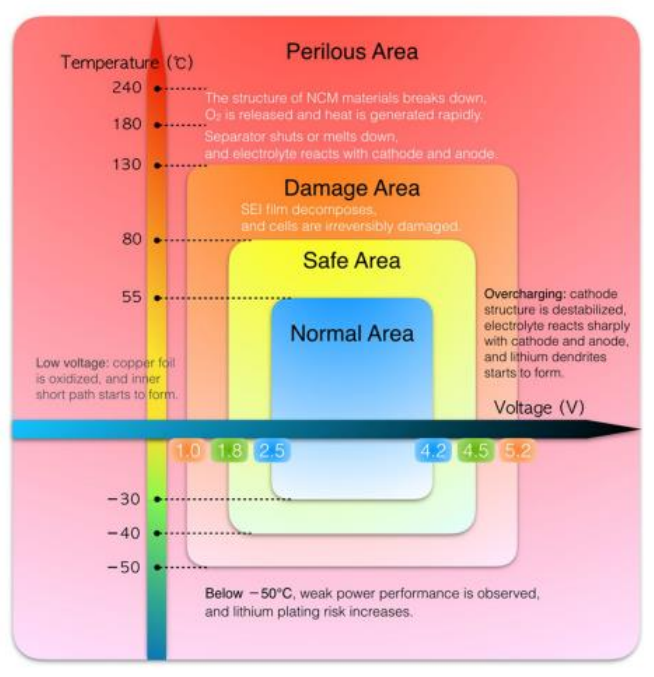 Perilous Area
Temperature (℃)
240
The structure of NCM materials breaks down,
O₂ is released and heat is generated rapidly.
180
Separator shuts or melts down,
and electrolyte reacts with cathode and anode.
130
Damage Area
SEI film decomposes,
and cells are irreversibly damaged.
80
Safe Area
55
Overcharging: cathode
structure is destabilized,
electrolyte reacts sharply
with cathode and anode,
and lithium dendrites
starts to form.
Normal Area
Low voltage: copper foil
is oxidized, and inner
short path starts to form.
Voltage (V)
1.0 1.8 2.5 4.2 4.5 5.2
−30
−40
−50
Below −50°C, weak power performance is observed,
and lithium plating risk increases.